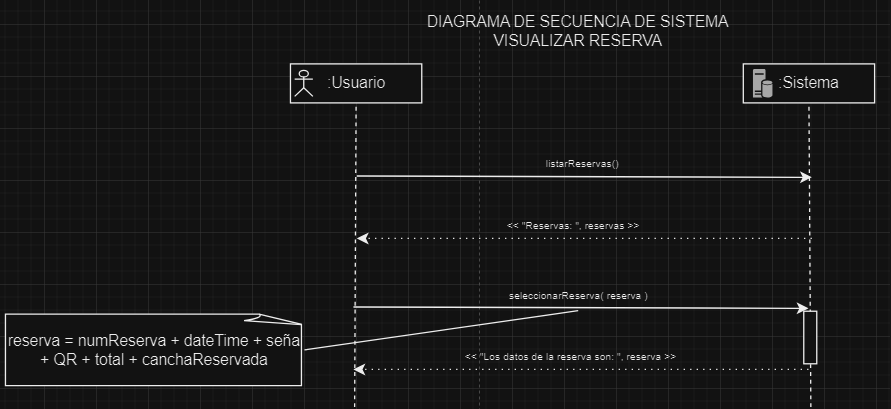 DIAGRAMA DE SECUENCIA DE SISTEMA
VISUALIZAR RESERVA
:Usuario
:Sistema
listarReservas()
<< "Reservas: ", reservas >>
seleccionarReserva( reserva )
reserva = numReserva + dateTime + seña
+ QR + total + canchaReservada
<< "Los datos de la reserva son: ", reserva >>